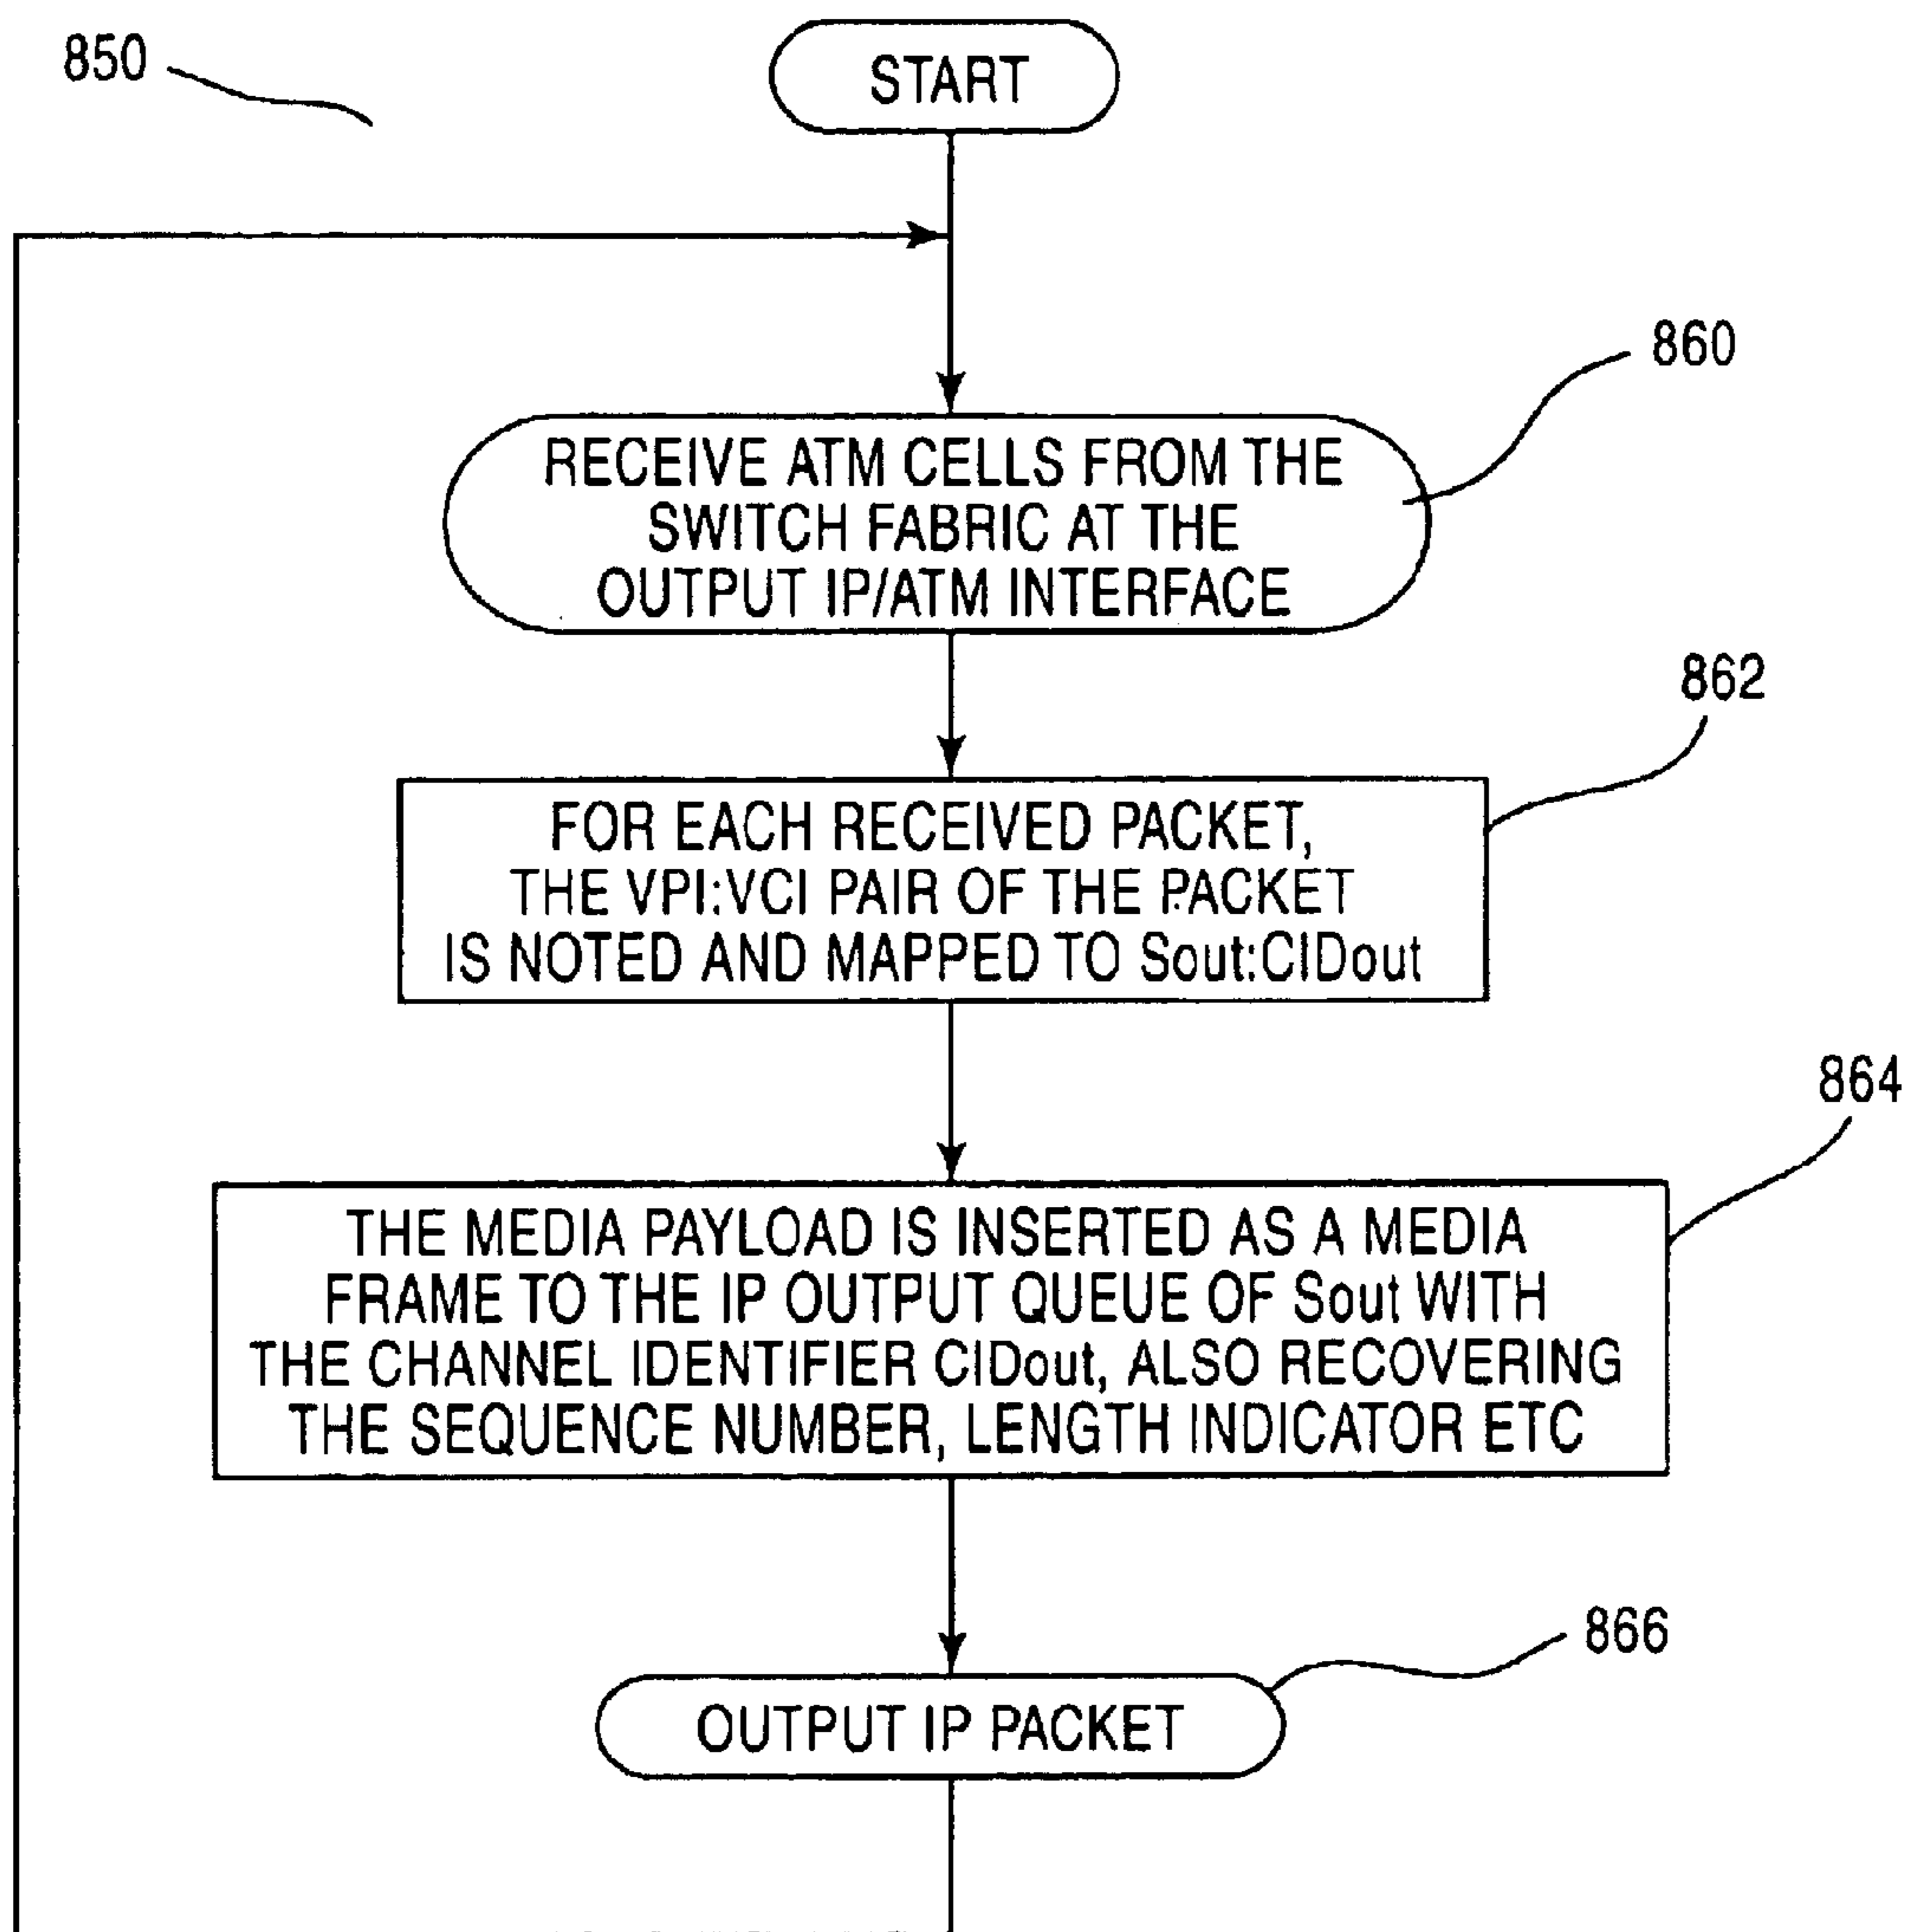 850
START
860
RECEIVE ATM CELLS FROM THE
SWITCH FABRIC AT THE
OUTPUT IP/ATM INTERFACE
862
FOR EACH RECEIVED PACKET,
THE VPI:VCI PAIR OF THE PACKET
IS NOTED AND MAPPED TO Sout:CIDout
864
THE MEDIA PAYLOAD IS INSERTED AS A MEDIA
FRAME TO THE IP OUTPUT QUEUE OF Sout WITH
THE CHANNEL IDENTIFIER CIDout, ALSO RECOVERING
THE SEQUENCE NUMBER, LENGTH INDICATOR ETC
866
OUTPUT IP PACKET